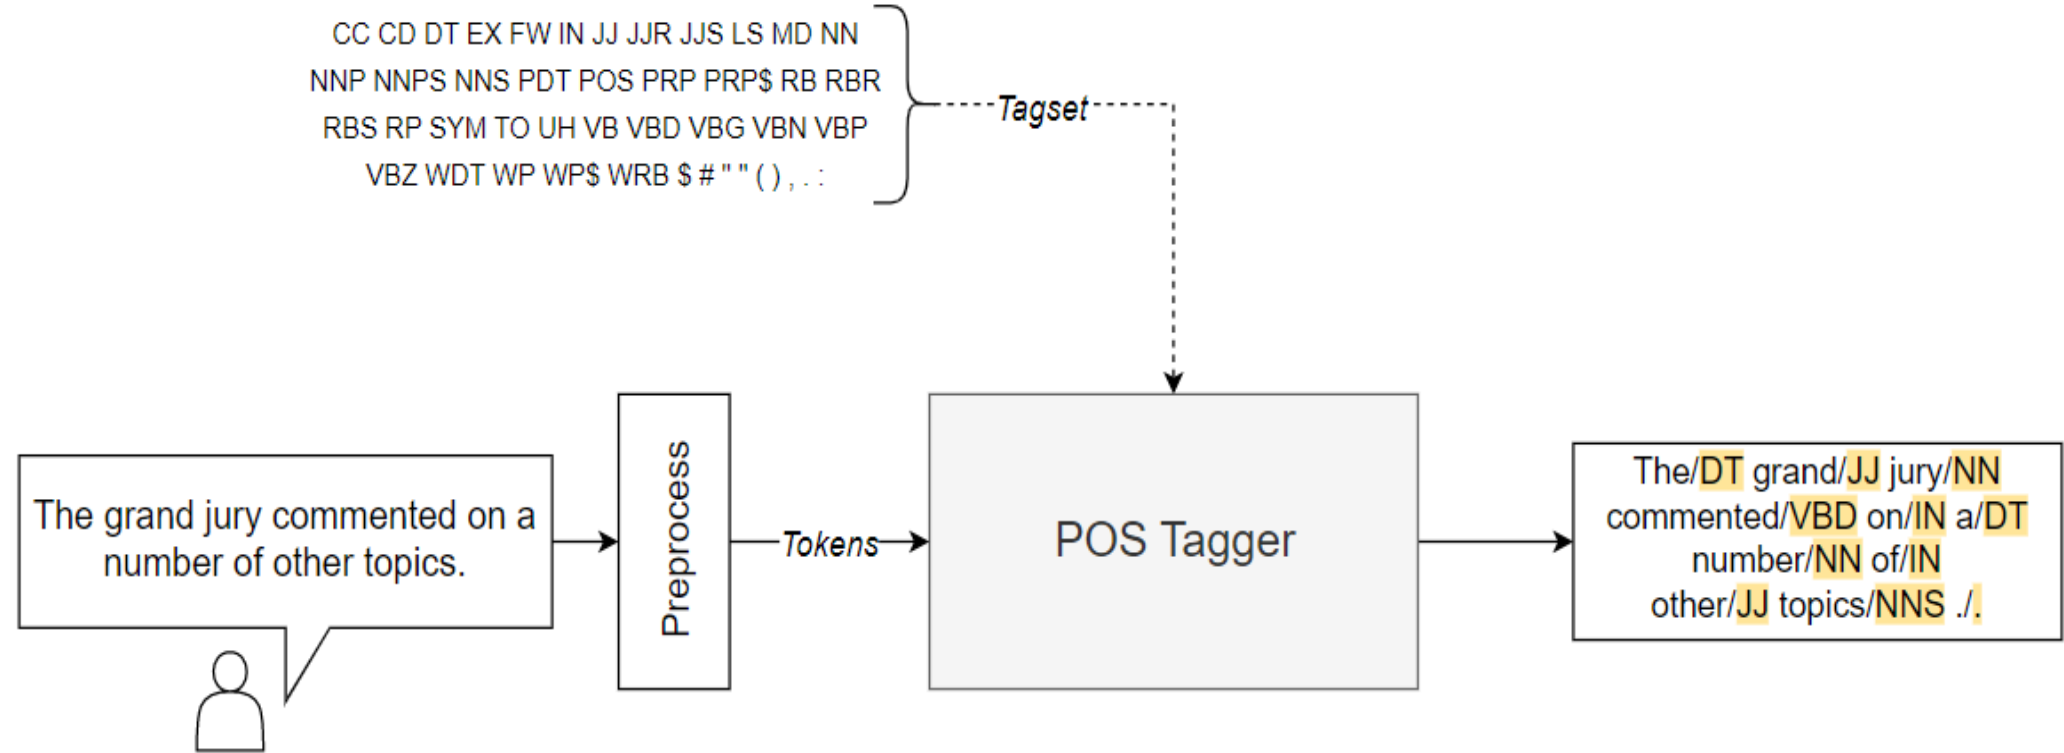 CC CD DT EX FW IN JJ JJR JJS LS MD NN
NNP NNPS NNS PDT POS PRP PRP$ RB RBR
RBS RP SYM TO UH VB VBD VBG VBN VBP
VBZ WDT WP WP$ WRB $ # " " ( ) , . :
Tagset
The grand jury commented on a
number of other topics.
Preprocess
Tokens
POS Tagger
The/DT grand/JJ jury/NN
commented/VBD on/IN a/DT
number/NN of/IN
other/JJ topics/NNS ./.